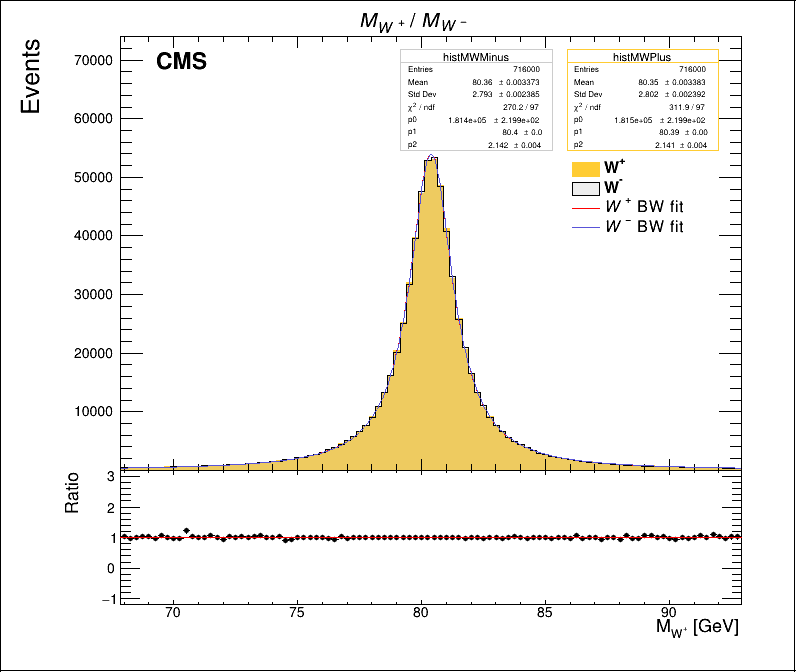 M_W+ / M_W−
Events
CMS
70000
60000
50000
40000
30000
20000
10000
histMWMinus
Entries 716000
Mean 80.36 ± 0.003373
Std Dev 2.793 ± 0.002385
χ² / ndf 270.2 / 97
p0 1.814e+05 ± 2.199e+02
p1 80.4 ± 0.0
p2 2.142 ± 0.004
histMWPlus
Entries 716000
Mean 80.35 ± 0.003383
Std Dev 2.802 ± 0.002392
χ² / ndf 311.9 / 97
p0 1.815e+05 ± 2.199e+02
p1 80.39 ± 0.00
p2 2.141 ± 0.004
W+
W-
W + BW fit
W − BW fit
Ratio
3
2
1
0
−1
70 75 80 85 90
M_W+ [GeV]